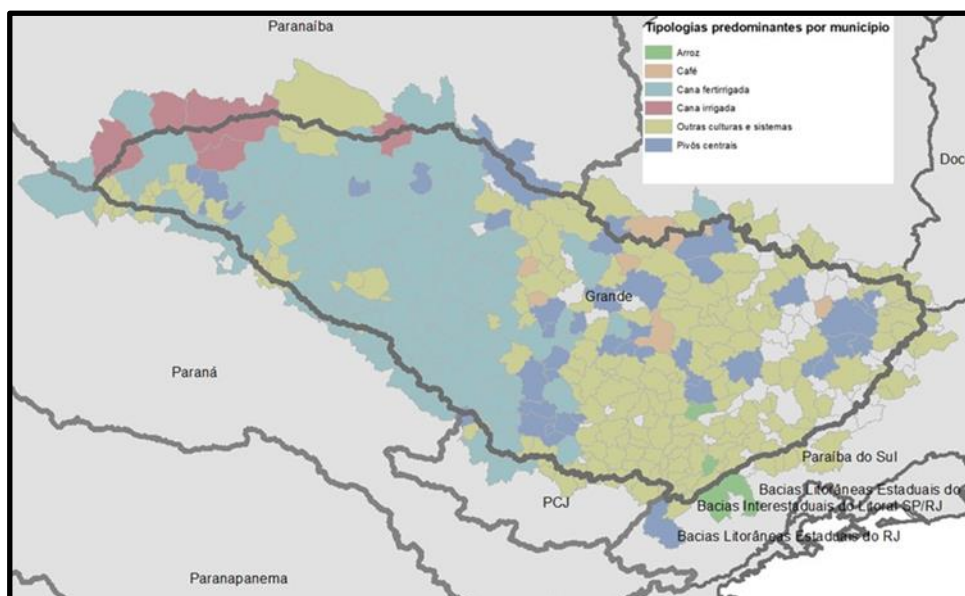 Paranaíba
Tipologias predominantes por município
Arroz
Café
Cana fertirrigada
Cana irrigada
Outras culturas e sistemas
Pivôs centrais
Doc
Grande
Paraná
Paraíba do Sul
Bacias Litorâneas Estaduais do
PCJ
Bacias Interestaduais do Litoral SP/RJ
Bacias Litorâneas Estaduais do RJ
Paranapanema